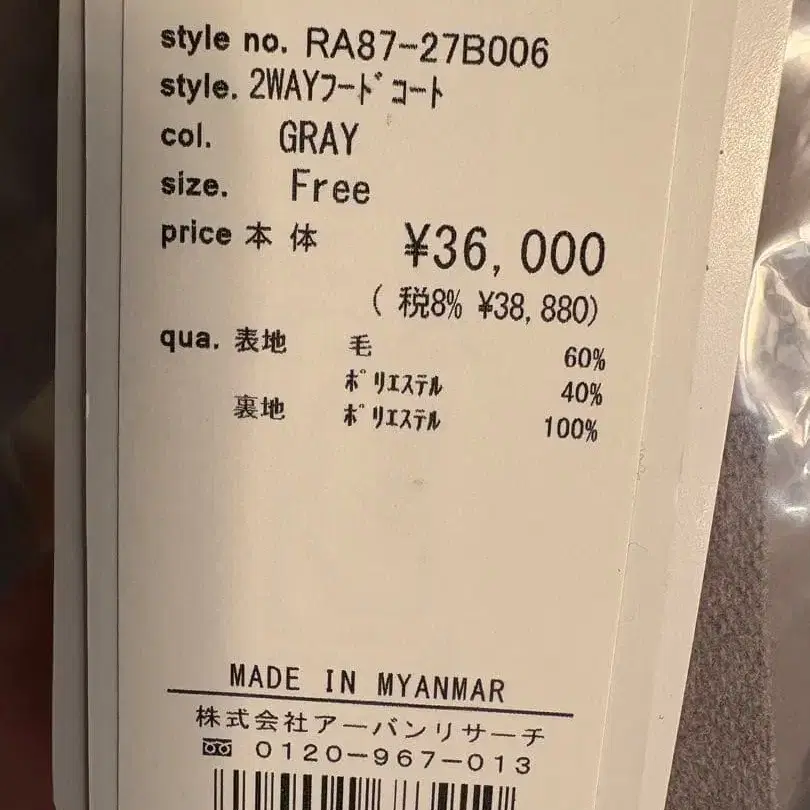 style no. RA87-27B006
style. 2WAYﾌｰﾄﾞｺｰﾄ
col. GRAY
size. Free
price 本体 ¥36,000
( 税8% ¥38,880)
qua. 表地 毛 60%
ﾎﾟﾘｴｽﾃﾙ 40%
裏地 ﾎﾟﾘｴｽﾃﾙ 100%
MADE IN MYANMAR
株式会社アーバンリサーチ
0120-967-013